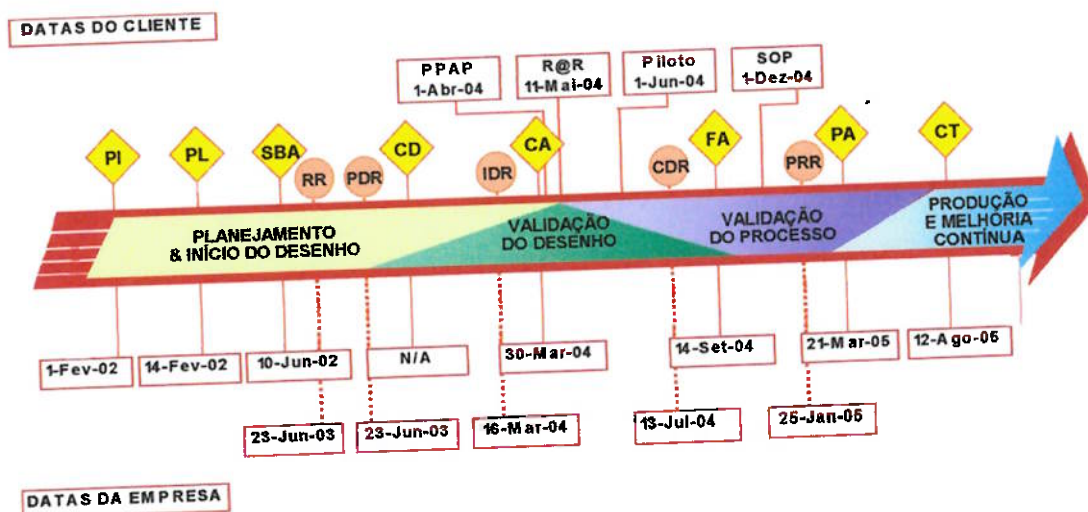 DATAS DO CLIENTE
PPAP
1-Abr-04
R@R
11-Mai-04
Piloto
1-Jun-04
SOP
1-Dez-04
PI
PL
SBA
RR
PDR
CD
IDR
CA
CDR
FA
PRR
PA
CT
PLANEJAMENTO
& INÍCIO DO DESENHO
VALIDAÇÃO
DO DESENHO
VALIDAÇÃO
DO PROCESSO
PRODUÇÃO
E MELHORIA
CONTÍNUA
1-Fev-02
14-Fev-02
10-Jun-02
N/A
30-Mar-04
14-Set-04
21-Mar-05
12-Ago-05
23-Jun-03
23-Jun-03
16-Mar-04
13-Jul-04
25-Jan-05
DATAS DA EMPRESA